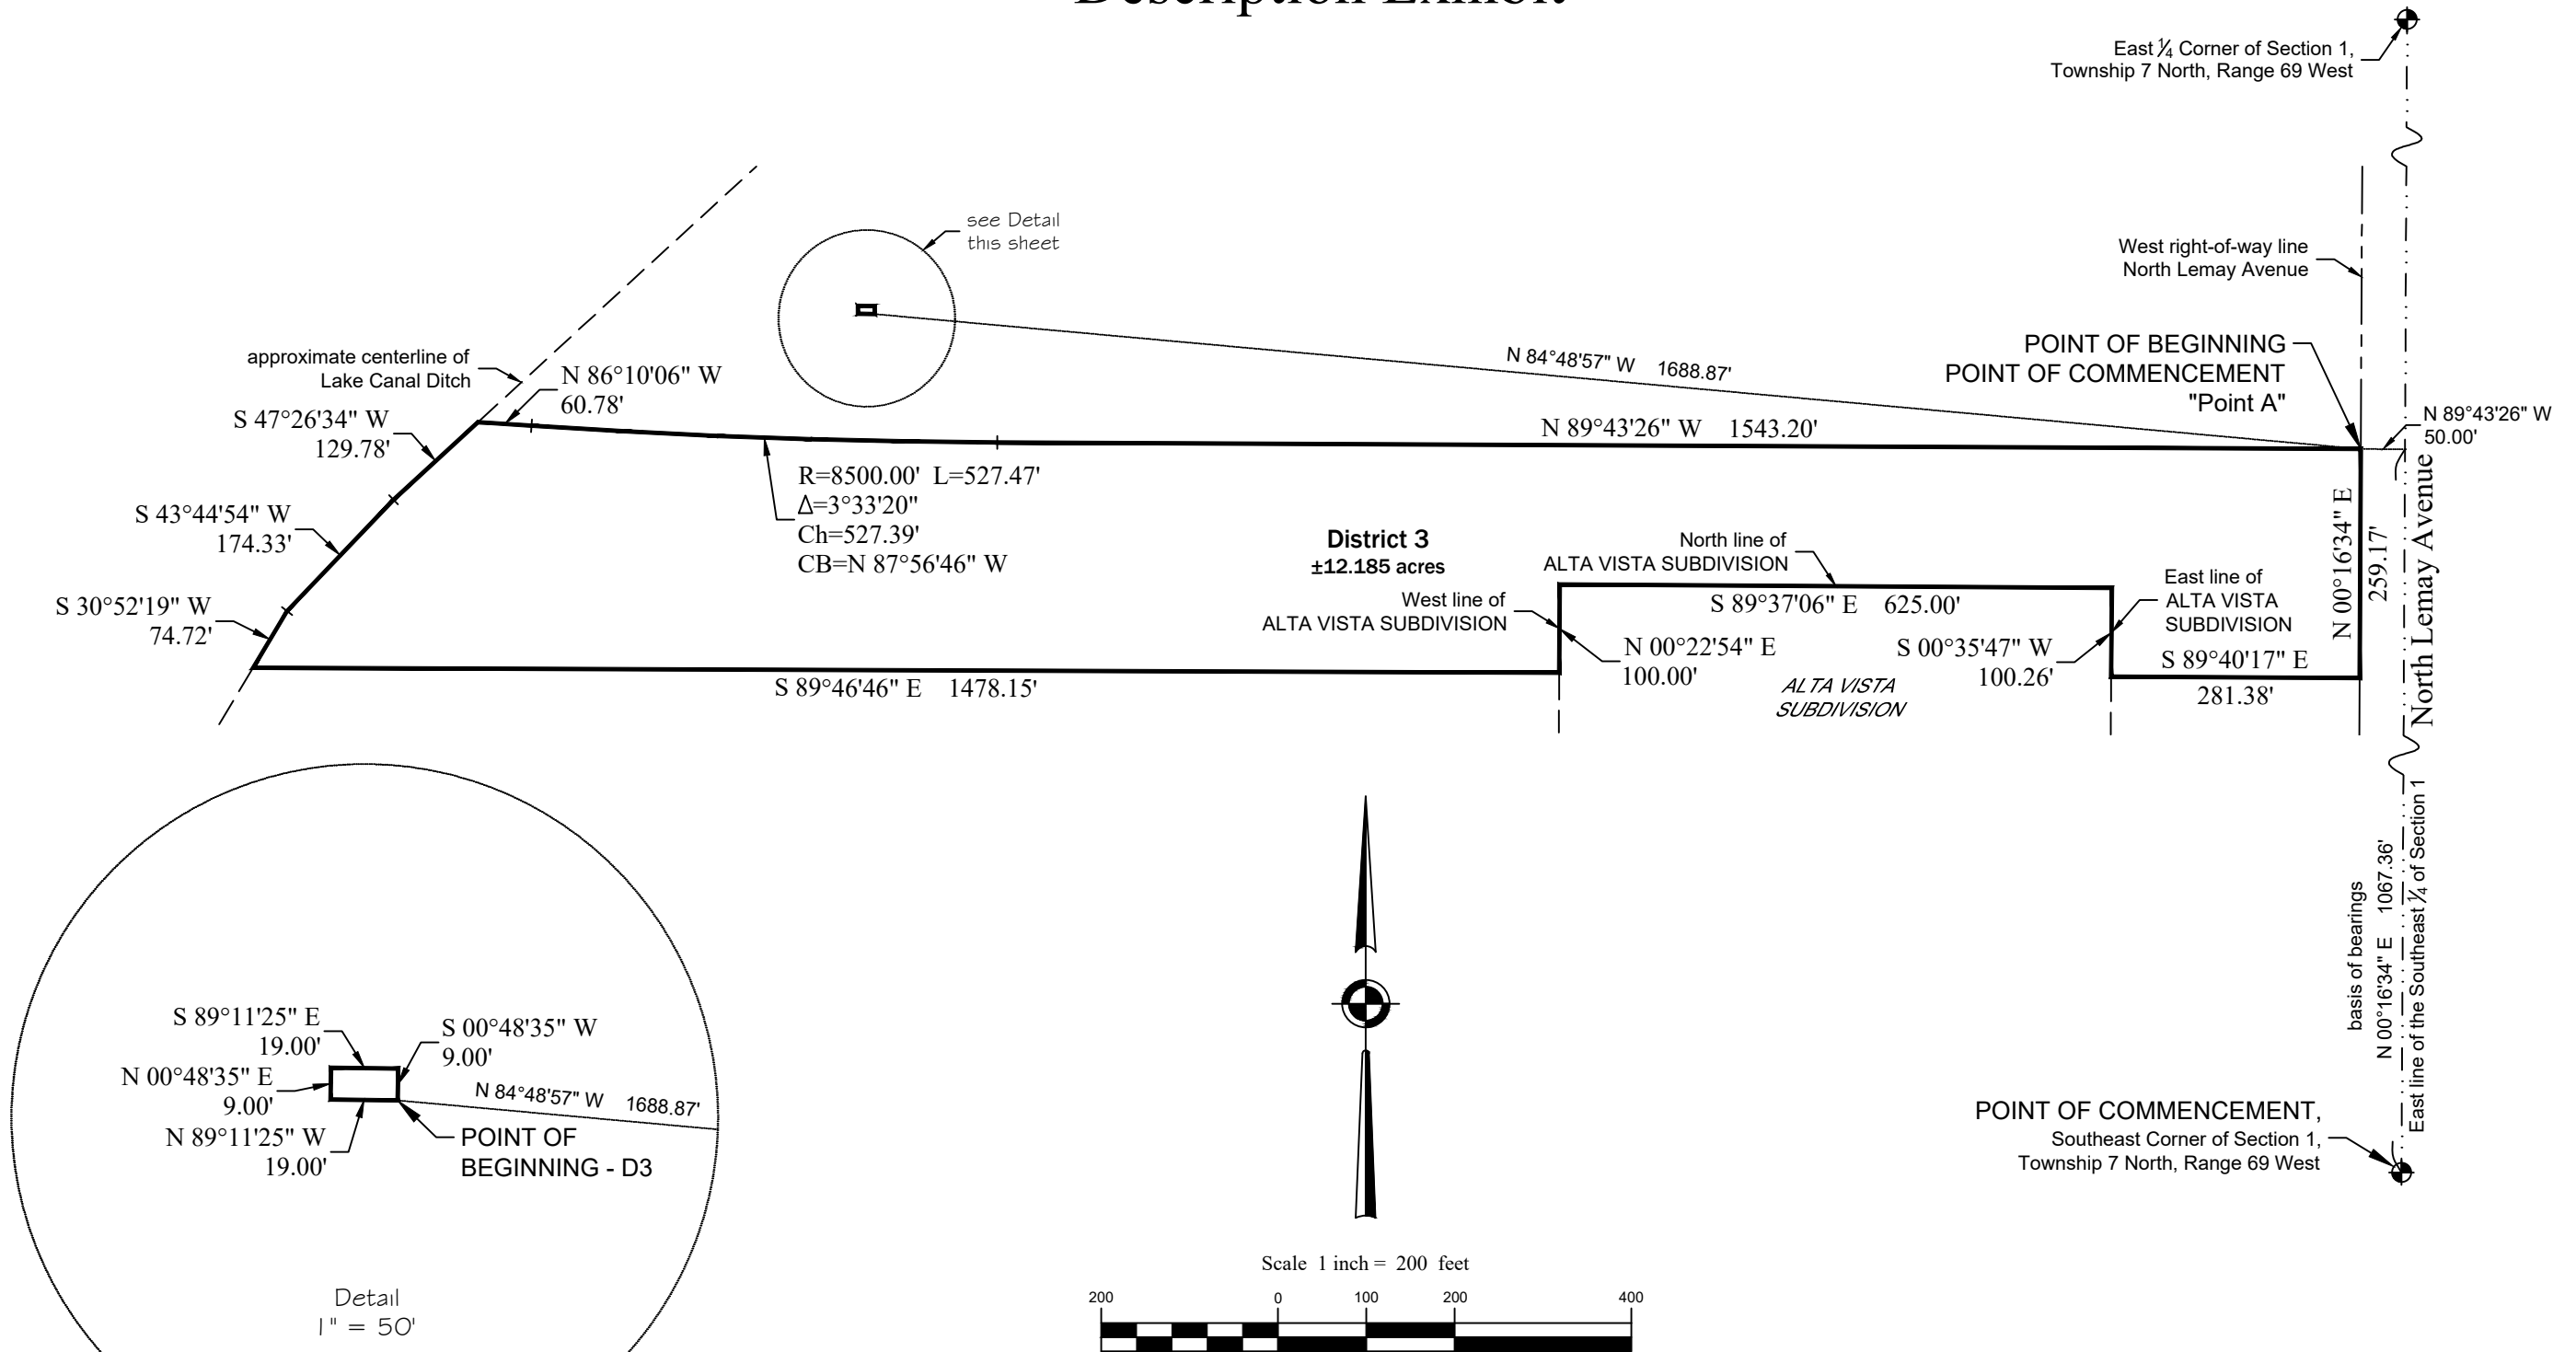 Description Exhibit
East ¼ Corner of Section 1,
Township 7 North, Range 69 West
see Detail
this sheet
West right-of-way line
North Lemay Avenue
approximate centerline of
Lake Canal Ditch
N 86°10'06" W
60.78'
N 84°48'57" W 1688.87'
POINT OF BEGINNING
POINT OF COMMENCEMENT
"Point A"
N 89°43'26" W
50.00'
S 47°26'34" W
129.78'
N 89°43'26" W 1543.20'
R=8500.00' L=527.47'
Δ=3°33'20"
Ch=527.39'
CB=N 87°56'46" W
S 43°44'54" W
174.33'
District 3
±12.185 acres
North line of
ALTA VISTA SUBDIVISION
N 00°16'34" E
259.17'
North Lemay Avenue
S 30°52'19" W
74.72'
West line of
ALTA VISTA SUBDIVISION
S 89°37'06" E 625.00'
East line of
ALTA VISTA
SUBDIVISION
N 00°22'54" E
100.00'
S 00°35'47" W
100.26'
S 89°40'17" E
281.38'
S 89°46'46" E 1478.15'
ALTA VISTA
SUBDIVISION
basis of bearings
N 00°16'34" E 1067.36'
East line of the Southeast ¼ of Section 1
S 89°11'25" E
19.00'
S 00°48'35" W
9.00'
N 00°48'35" E
9.00'
N 84°48'57" W 1688.87'
N 89°11'25" W
19.00'
POINT OF
BEGINNING - D3
POINT OF COMMENCEMENT,
Southeast Corner of Section 1,
Township 7 North, Range 69 West
Detail
1" = 50'
Scale 1 inch = 200 feet
200 0 100 200 400